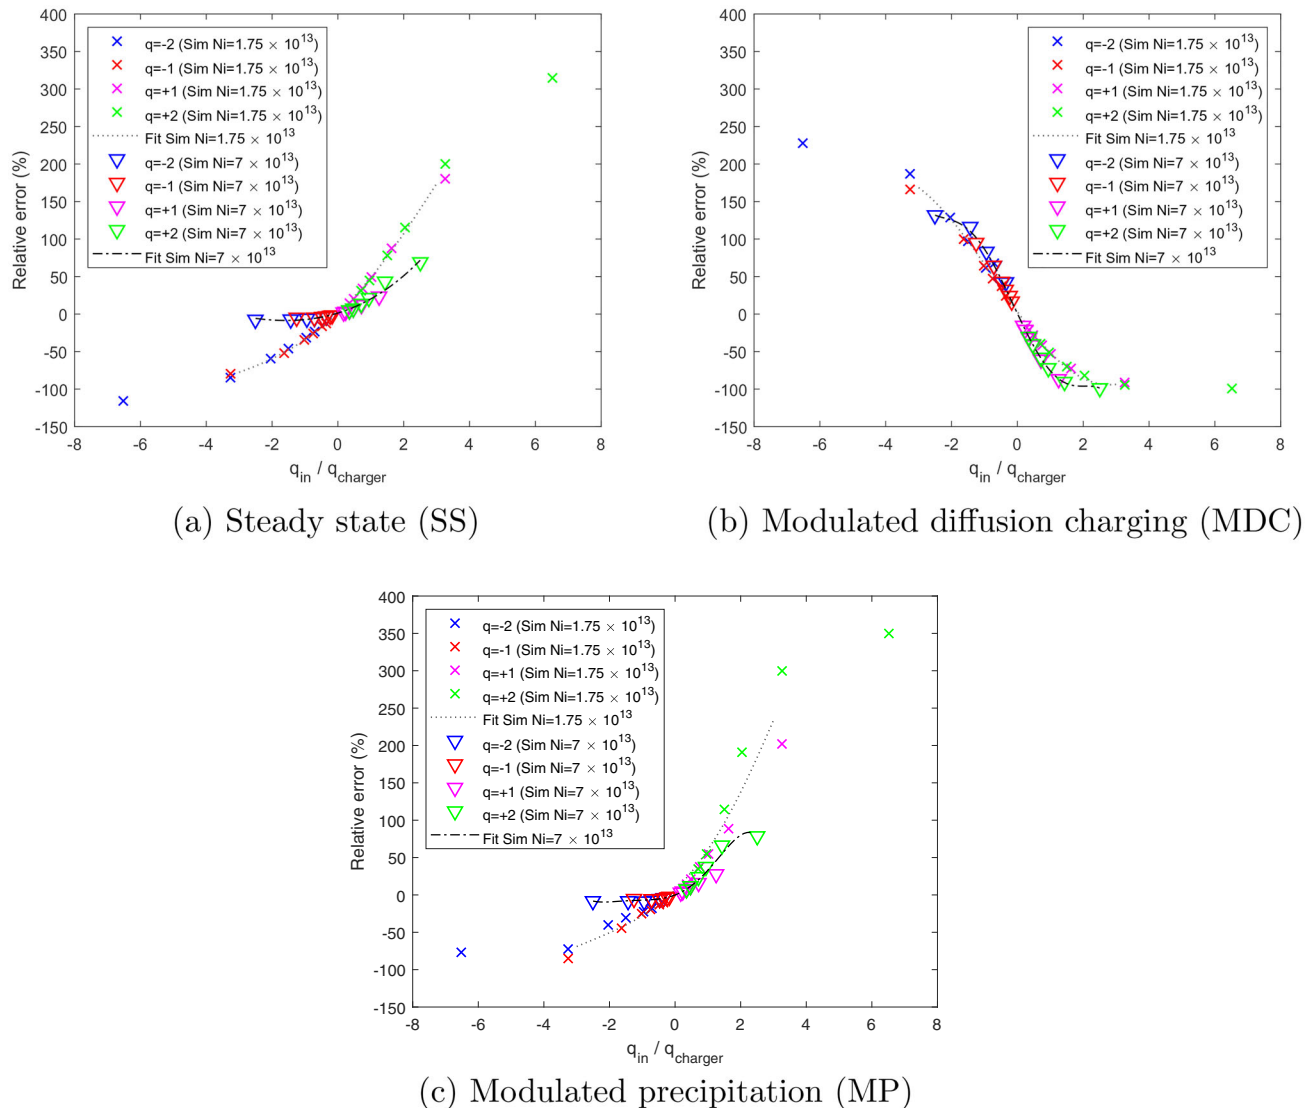 400
350
300
250
200
150
100
50
0
-50
-100
-150
-8 -6 -4 -2 0 2 4 6 8
Relative error (%)
q_in / q_charger
q=-2 (Sim Ni=1.75 × 10^13)
q=-1 (Sim Ni=1.75 × 10^13)
q=+1 (Sim Ni=1.75 × 10^13)
q=+2 (Sim Ni=1.75 × 10^13)
Fit Sim Ni=1.75 × 10^13
q=-2 (Sim Ni=7 × 10^13)
q=-1 (Sim Ni=7 × 10^13)
q=+1 (Sim Ni=7 × 10^13)
q=+2 (Sim Ni=7 × 10^13)
Fit Sim Ni=7 × 10^13
(a) Steady state (SS)
400
350
300
250
200
150
100
50
0
-50
-100
-150
-8 -6 -4 -2 0 2 4 6 8
Relative error (%)
q_in / q_charger
q=-2 (Sim Ni=1.75 × 10^13)
q=-1 (Sim Ni=1.75 × 10^13)
q=+1 (Sim Ni=1.75 × 10^13)
q=+2 (Sim Ni=1.75 × 10^13)
Fit Sim Ni=1.75 × 10^13
q=-2 (Sim Ni=7 × 10^13)
q=-1 (Sim Ni=7 × 10^13)
q=+1 (Sim Ni=7 × 10^13)
q=+2 (Sim Ni=7 × 10^13)
Fit Sim Ni=7 × 10^13
(b) Modulated diffusion charging (MDC)
400
350
300
250
200
150
100
50
0
-50
-100
-150
-8 -6 -4 -2 0 2 4 6 8
Relative error (%)
q_in / q_charger
q=-2 (Sim Ni=1.75 × 10^13)
q=-1 (Sim Ni=1.75 × 10^13)
q=+1 (Sim Ni=1.75 × 10^13)
q=+2 (Sim Ni=1.75 × 10^13)
Fit Sim Ni=1.75 × 10^13
q=-2 (Sim Ni=7 × 10^13)
q=-1 (Sim Ni=7 × 10^13)
q=+1 (Sim Ni=7 × 10^13)
q=+2 (Sim Ni=7 × 10^13)
Fit Sim Ni=7 × 10^13
(c) Modulated precipitation (MP)